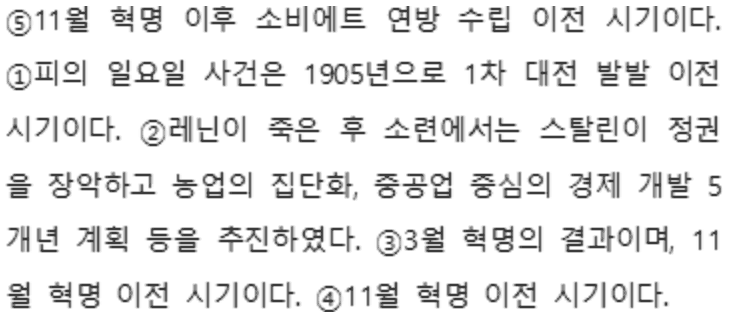 ⑤11월 혁명 이후 소비에트 연방 수립 이전 시기이다.
①피의 일요일 사건은 1905년으로 1차 대전 발발 이전
시기이다. ②레닌이 죽은 후 소련에서는 스탈린이 정권
을 장악하고 농업의 집단화, 중공업 중심의 경제 개발 5
개년 계획 등을 추진하였다. ③3월 혁명의 결과이며, 11
월 혁명 이전 시기이다. ④11월 혁명 이전 시기이다.